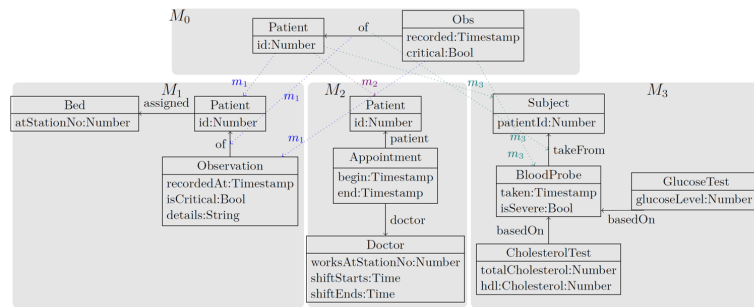 M0
Patient
id:Number
of
Obs
recorded:Timestamp
critical:Bool
m1
m1
m1
m2
m3
m3
m3
M1
Bed
atStationNo:Number
assigned
Patient
id:Number
of
Observation
recordedAt:Timestamp
isCritical:Bool
details:String
M2
Patient
id:Number
patient
Appointment
begin:Timestamp
end:Timestamp
doctor
Doctor
worksAtStationNo:Number
shiftStarts:Time
shiftEnds:Time
M3
Subject
patientId:Number
takeFrom
BloodProbe
taken:Timestamp
isSevere:Bool
GlucoseTest
glucoseLevel:Number
basedOn
basedOn
CholesterolTest
totalCholesterol:Number
hdl:Cholesterol:Number